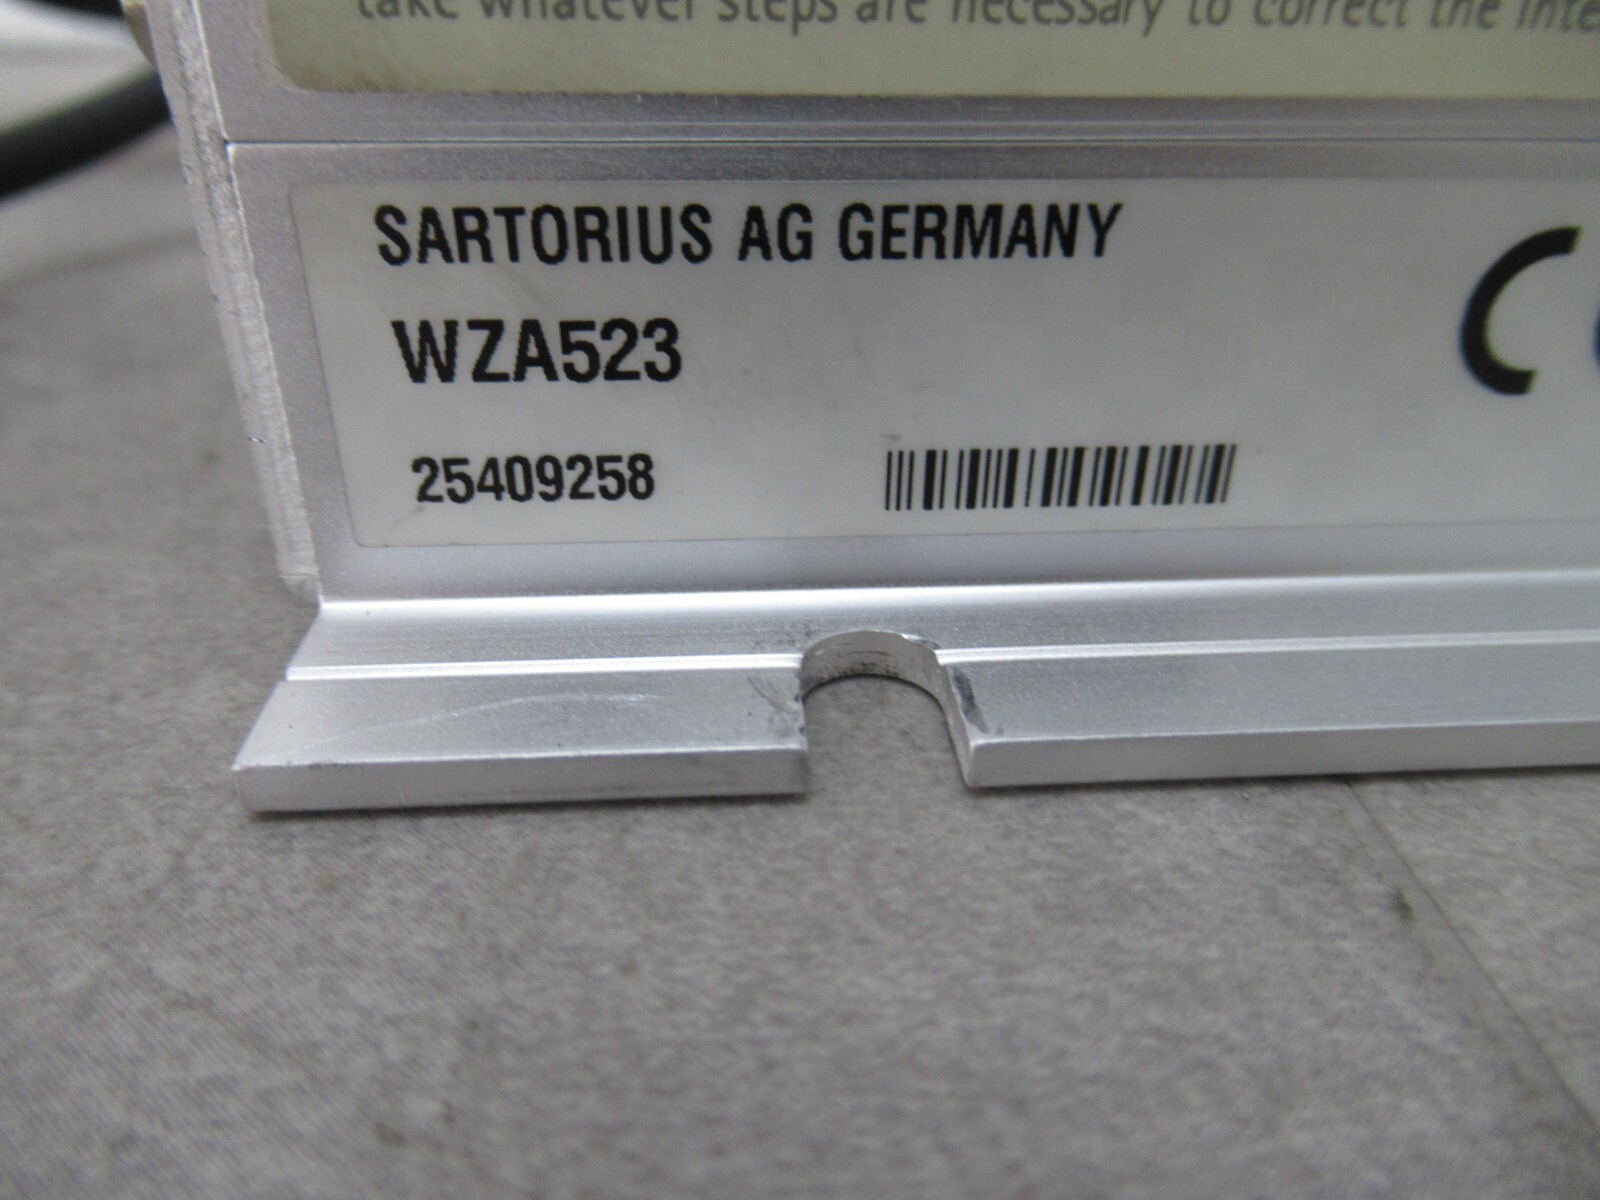 take whatever steps are necessary to correct the inte
SARTORIUS AG GERMANY
WZA523
25409258